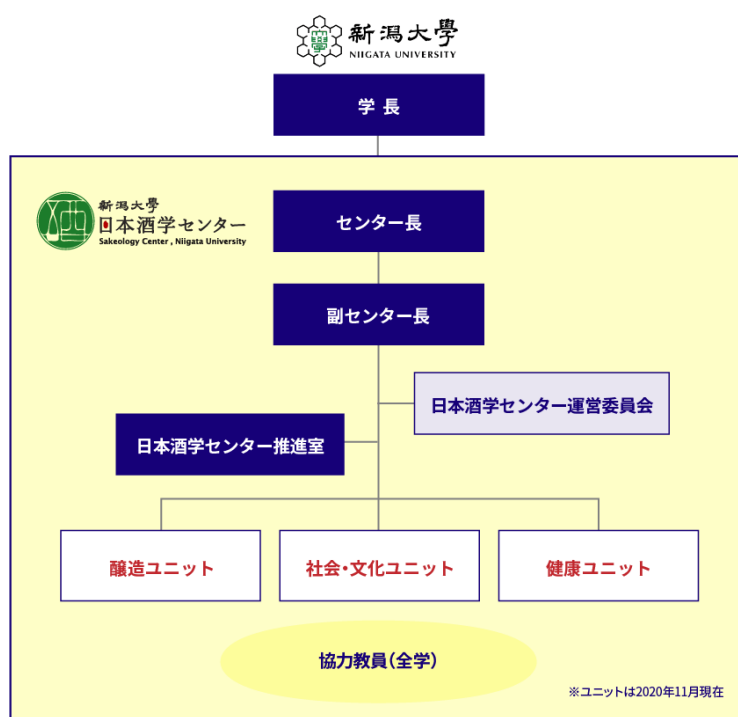 新潟大學
NIIGATA UNIVERSITY
学長
新潟大學
日本酒学センター
Sakeology Center , Niigata University
センター長
副センター長
日本酒学センター運営委員会
日本酒学センター推進室
醸造ユニット
社会・文化ユニット
健康ユニット
協力教員(全学)
※ユニットは2020年11月現在